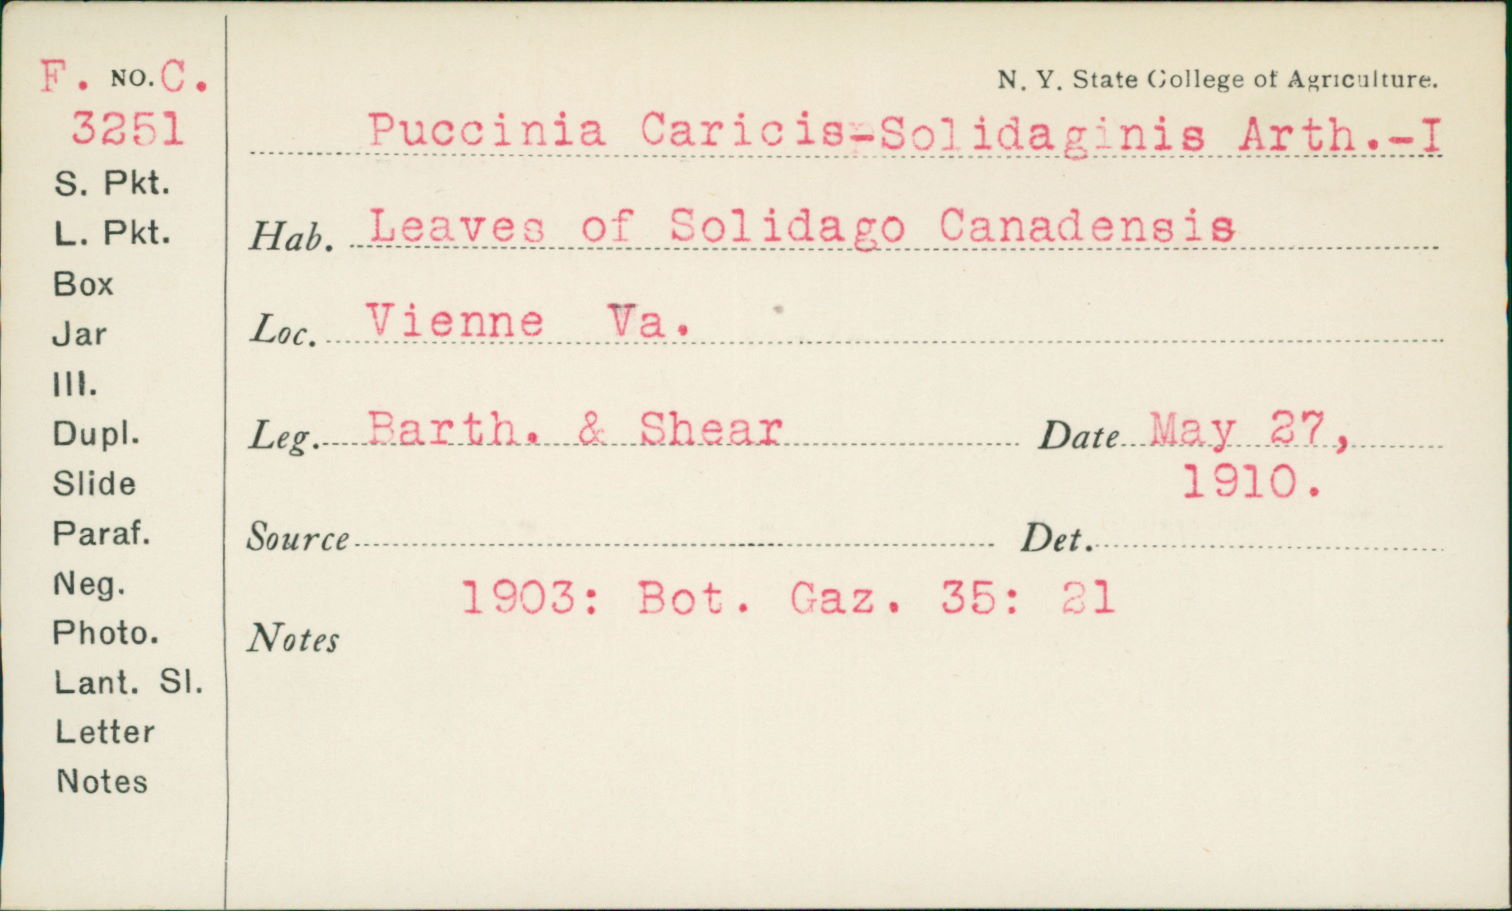 F. NO. C.
3251
S. Pkt.
L. Pkt.
Box
Jar
Ill.
Dupl.
Slide
Paraf.
Neg.
Photo.
Lant. Sl.
Letter
Notes
N. Y. State College of Agriculture.
Puccinia Caricis-Solidaginis Arth.-I
Hab. Leaves of Solidago Canadensis
Loc. Vienne Va.
Leg. Barth. & Shear Date May 27,
1910.
Source Det.
1903: Bot. Gaz. 35: 21
Notes